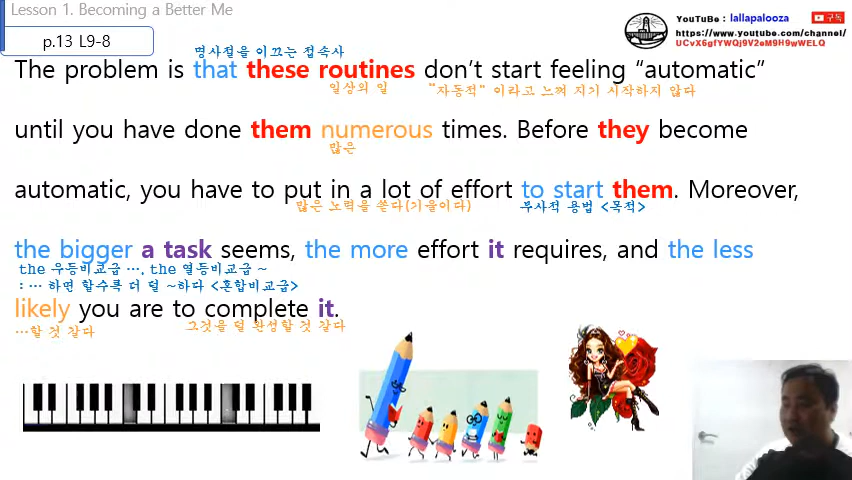 Lesson 1. Becoming a Better Me
p.13 L9-8
YouTuBe : lallapalooza
구독
https://www.youtube.com/channel/
UCvX6gfYWQj9V2eM9H9wWELQ
명사절을 이끄는 접속사
The problem is that these routines don't start feeling “automatic”
일상의 일 “자동적” 이라고 느껴 지기 시작하지 않다
until you have done them numerous times. Before they become
많은
automatic, you have to put in a lot of effort to start them. Moreover,
많은 노력을 쏟다(기울이다) 부사적 용법 <목적>
the bigger a task seems, the more effort it requires, and the less
the 우등비교급 …, the 열등비교급 ~
: … 하면 할수록 더 덜 ~하다 <혼합비교급>
likely you are to complete it.
…할 것 같다 그것을 덜 완성할 것 같다